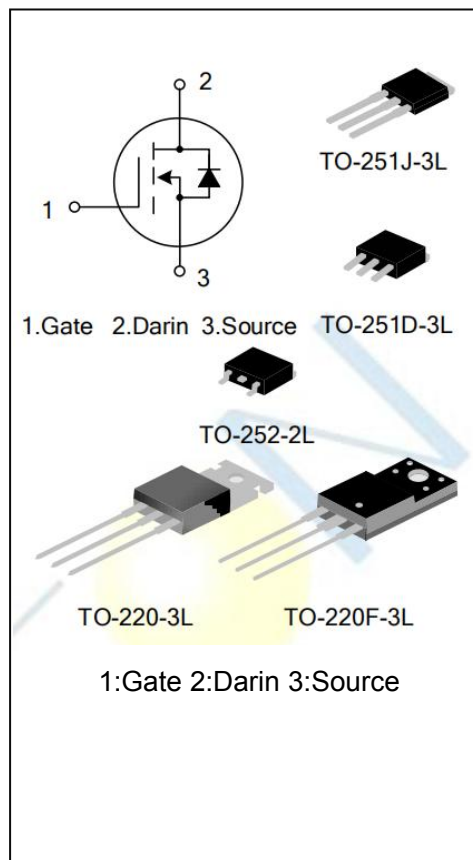 2
1
3
TO-251J-3L
1.Gate 2.Darin 3.Source
TO-251D-3L
TO-252-2L
TO-220-3L
TO-220F-3L
1:Gate 2:Darin 3:Source